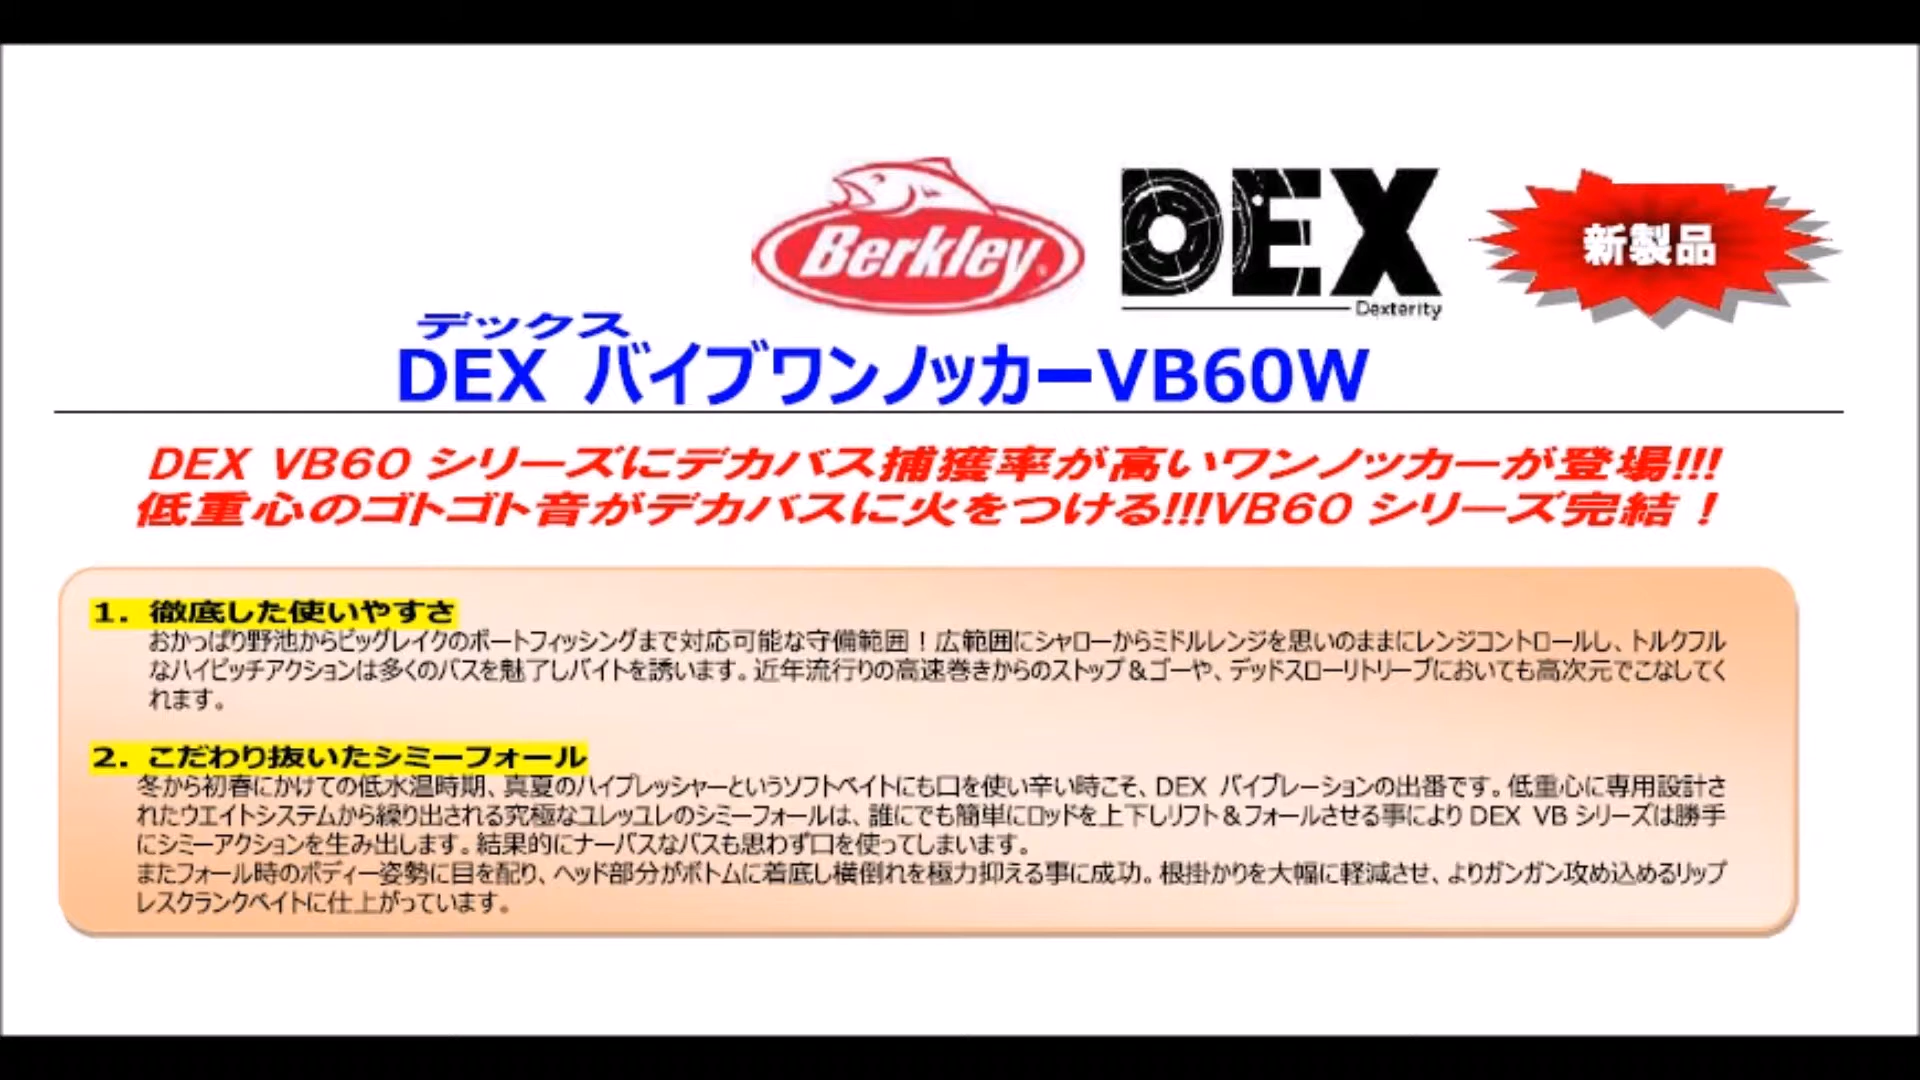 Berkley
DEX
Dexterity
新製品
デックス
DEX バイブワンノッカーVB60W
DEX VB60 シリーズにデカバス捕獲率が高いワンノッカーが登場!!!
低重心のゴトゴト音がデカバスに火をつける!!!VB60 シリーズ完結！
1. 徹底した使いやすさ
おかっぱり野池からビッグレイクのボートフィッシングまで対応可能な守備範囲！広範囲にシャローからミドルレンジを思いのままにレンジコントロールし、トルクフル
なハイピッチアクションは多くのバスを魅了しバイトを誘います。近年流行りの高速巻きからのストップ＆ゴーや、デッドスローリトリーブにおいても高次元でこなしてく
れます。
2. こだわり抜いたシミーフォール
冬から初春にかけての低水温時期、真夏のハイプレッシャーというソフトベイトにも口を使い辛い時こそ、DEX バイブレーションの出番です。低重心に専用設計さ
れたウエイトシステムから繰り出される究極なユレッユレのシミーフォールは、誰にでも簡単にロッドを上下しリフト＆フォールさせる事により DEX VB シリーズは勝手
にシミーアクションを生み出します。結果的にナーバスなバスも思わず口を使ってしまいます。
またフォール時のボディー姿勢に目を配り、ヘッド部分がボトムに着底し横倒れを極力抑える事に成功。根掛かりを大幅に軽減させ、よりガンガン攻め込めるリップ
レスクランクベイトに仕上がっています。